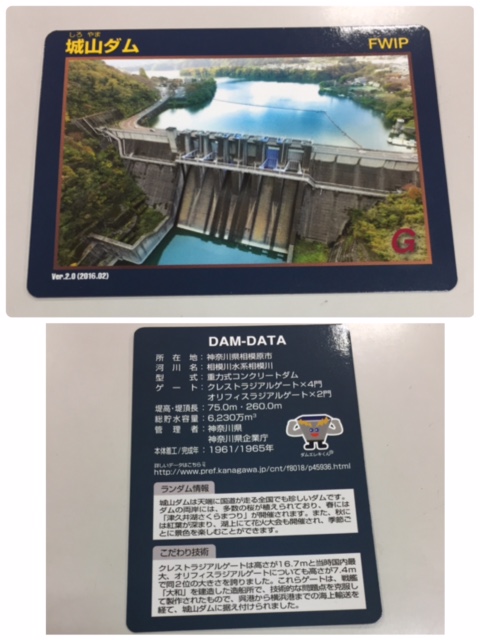 しろ やま
城山ダム
FWIP
G
Ver.2.0 (2016.02)
DAM-DATA
所在地：神奈川県相模原市
河川名：相模川水系相模川
型式：重力式コンクリートダム
ゲート：クレストラジアルゲート×4門
オリフィスラジアルゲート×2門
堤高・堤頂長：75.0m・260.0m
総貯水容量：6,230万m³
管理者：神奈川県
神奈川県企業庁
本体着工/完成年：1961/1965年
ダムエレキくん
詳しいデータはこちら
http://www.pref.kanagawa.jp/cnt/f8018/p45936.html
ランダム情報
城山ダムは天端に国道が走る全国でも珍しいダムです。
ダムの両岸には、多数の桜が植えられており、春には
「津久井湖さくらまつり」が開催されます。また、秋に
は紅葉が深まり、湖上にて花火大会も開催され、季節ご
とに景色を楽しむことができます。
こだわり技術
クレストラジアルゲートは高さが16.7mと当時国内最
大、オリフィスラジアルゲートについても高さが7.4m
で同2位の大きさを誇りました。これらゲートは、戦艦
「大和」を建造した造船所で、技術的な問題点を克服し
て製作されたもので、呉港から横浜港までの海上輸送を
経て、城山ダムに据え付けられました。